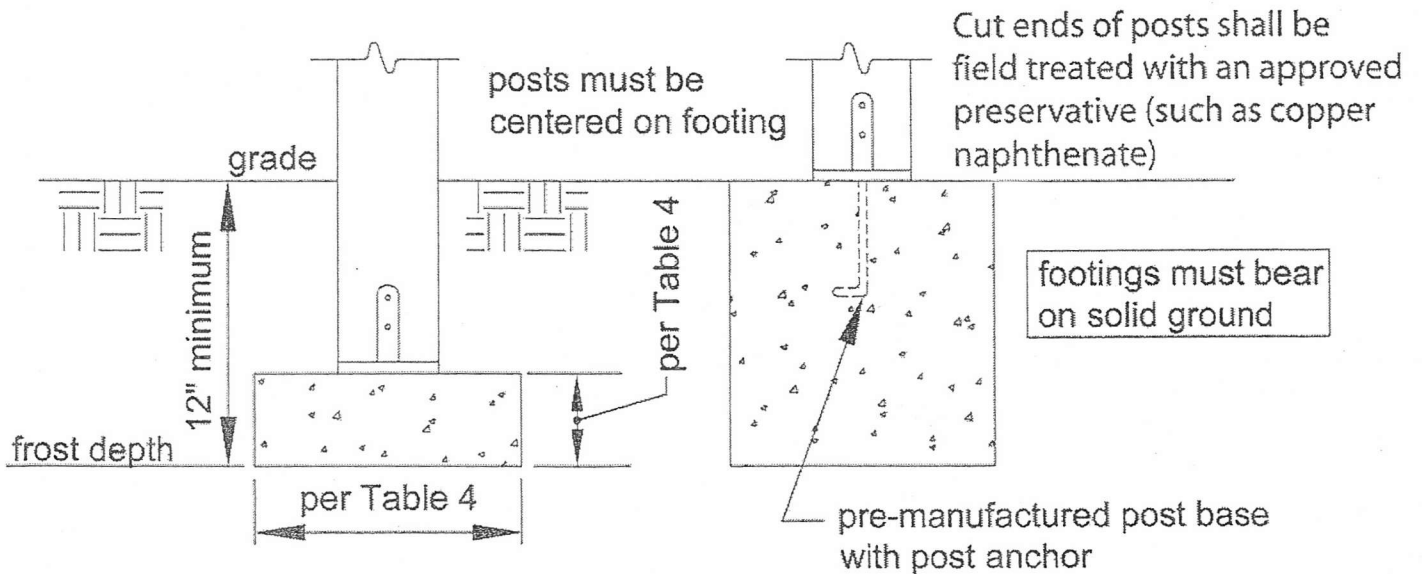 Cut ends of posts shall be
field treated with an approved
preservative (such as copper
naphthenate)
posts must be
centered on footing
grade
12" minimum
per Table 4
footings must bear
on solid ground
frost depth
per Table 4
pre-manufactured post base
with post anchor